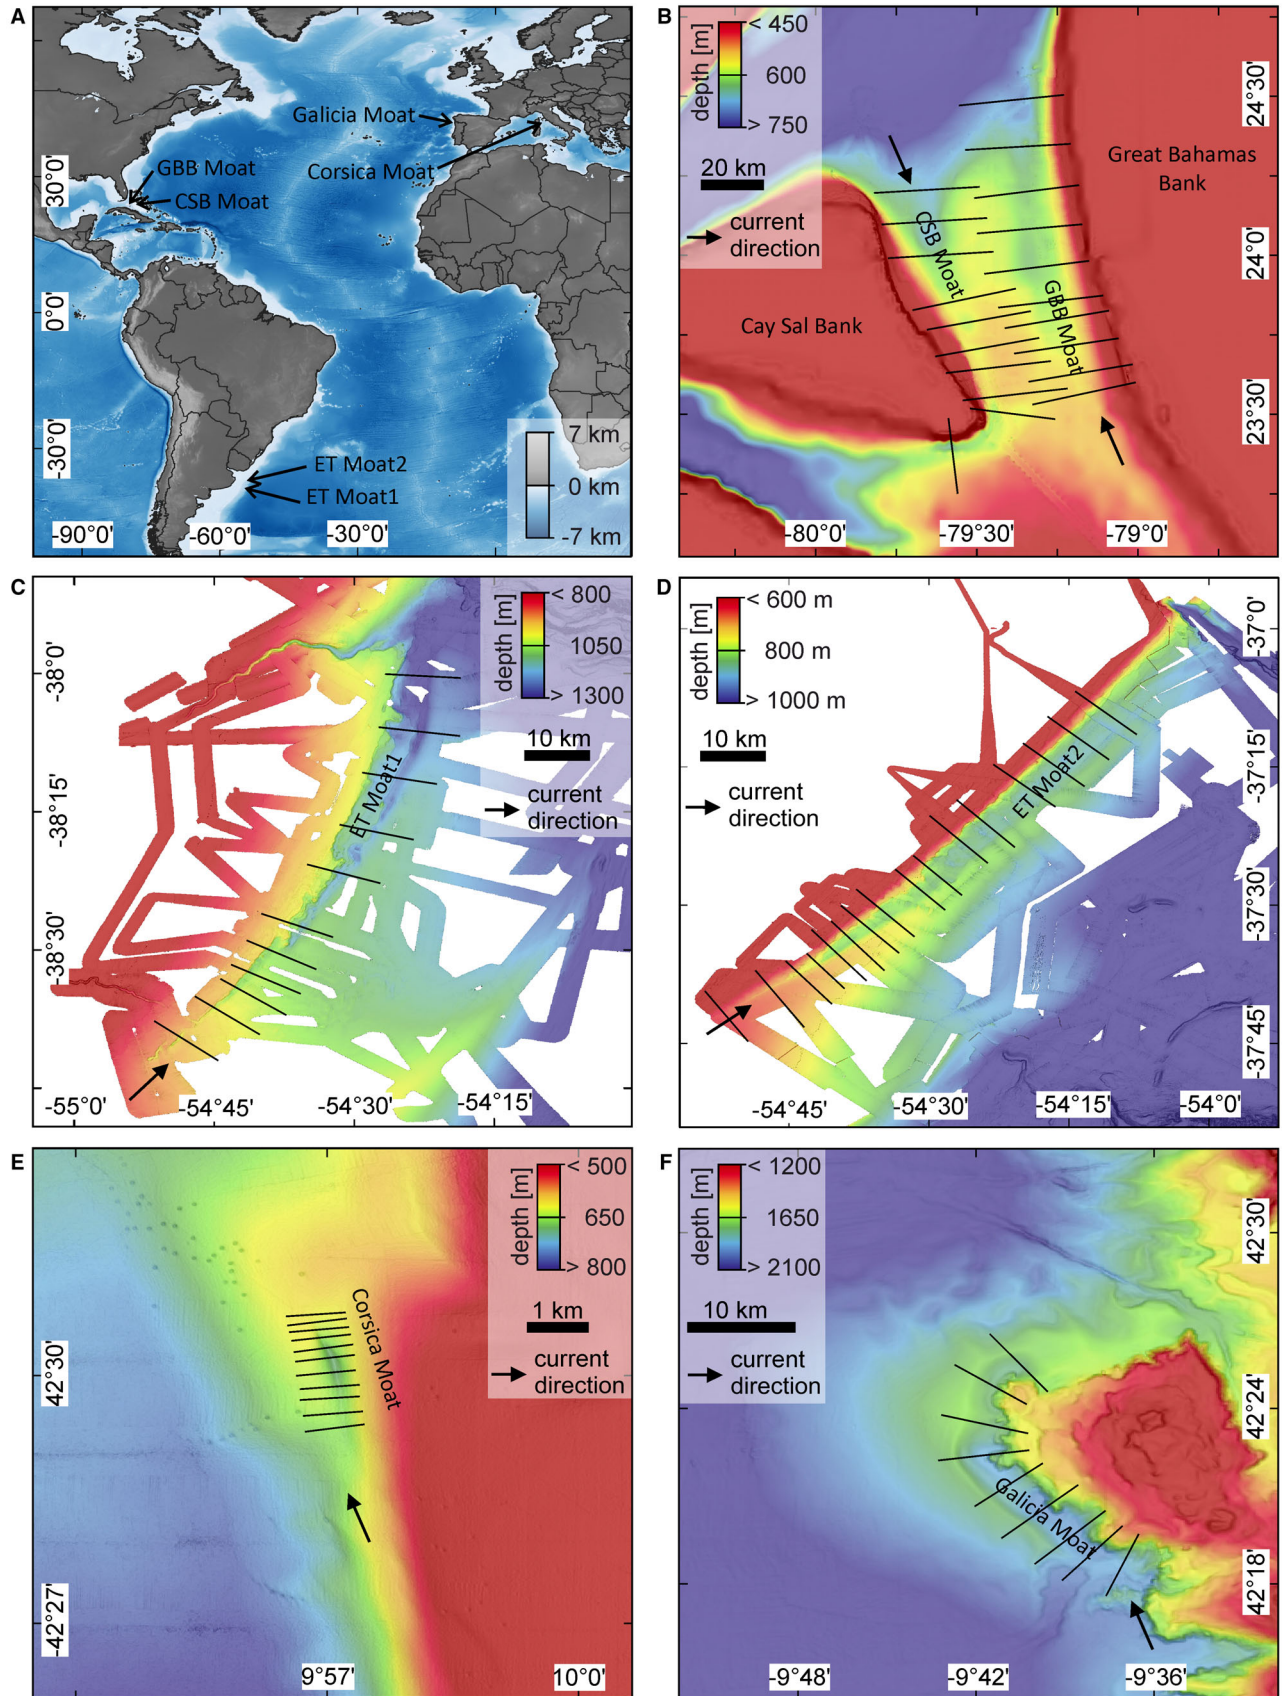 A
Galicia Moat
Corsica Moat
GBB Moat
CSB Moat
ET Moat2
ET Moat1
30°0'
0°0'
-30°0'
-90°0'
-60°0'
-30°0'
7 km
0 km
-7 km
B
depth [m]
< 450
600
> 750
20 km
current
direction
Great Bahamas
Bank
CSB Moat
GBB Moat
Cay Sal Bank
24°30'
24°0'
23°30'
-80°0'
-79°30'
-79°0'
C
depth [m]
< 800
1050
> 1300
10 km
current
direction
ET Moat1
-38°0'
-38°15'
-38°30'
-55°0'
-54°45'
-54°30'
-54°15'
D
depth [m]
< 600 m
800 m
> 1000 m
10 km
current
direction
ET Moat2
-37°0'
-37°15'
-37°30'
-37°45'
-54°45'
-54°30'
-54°15'
-54°0'
E
depth [m]
< 500
650
> 800
1 km
current
direction
Corsica Moat
42°30'
-42°27'
9°57'
10°0'
F
depth [m]
< 1200
1650
> 2100
10 km
current
direction
Galicia Moat
42°30'
42°24'
42°18'
-9°48'
-9°42'
-9°36'